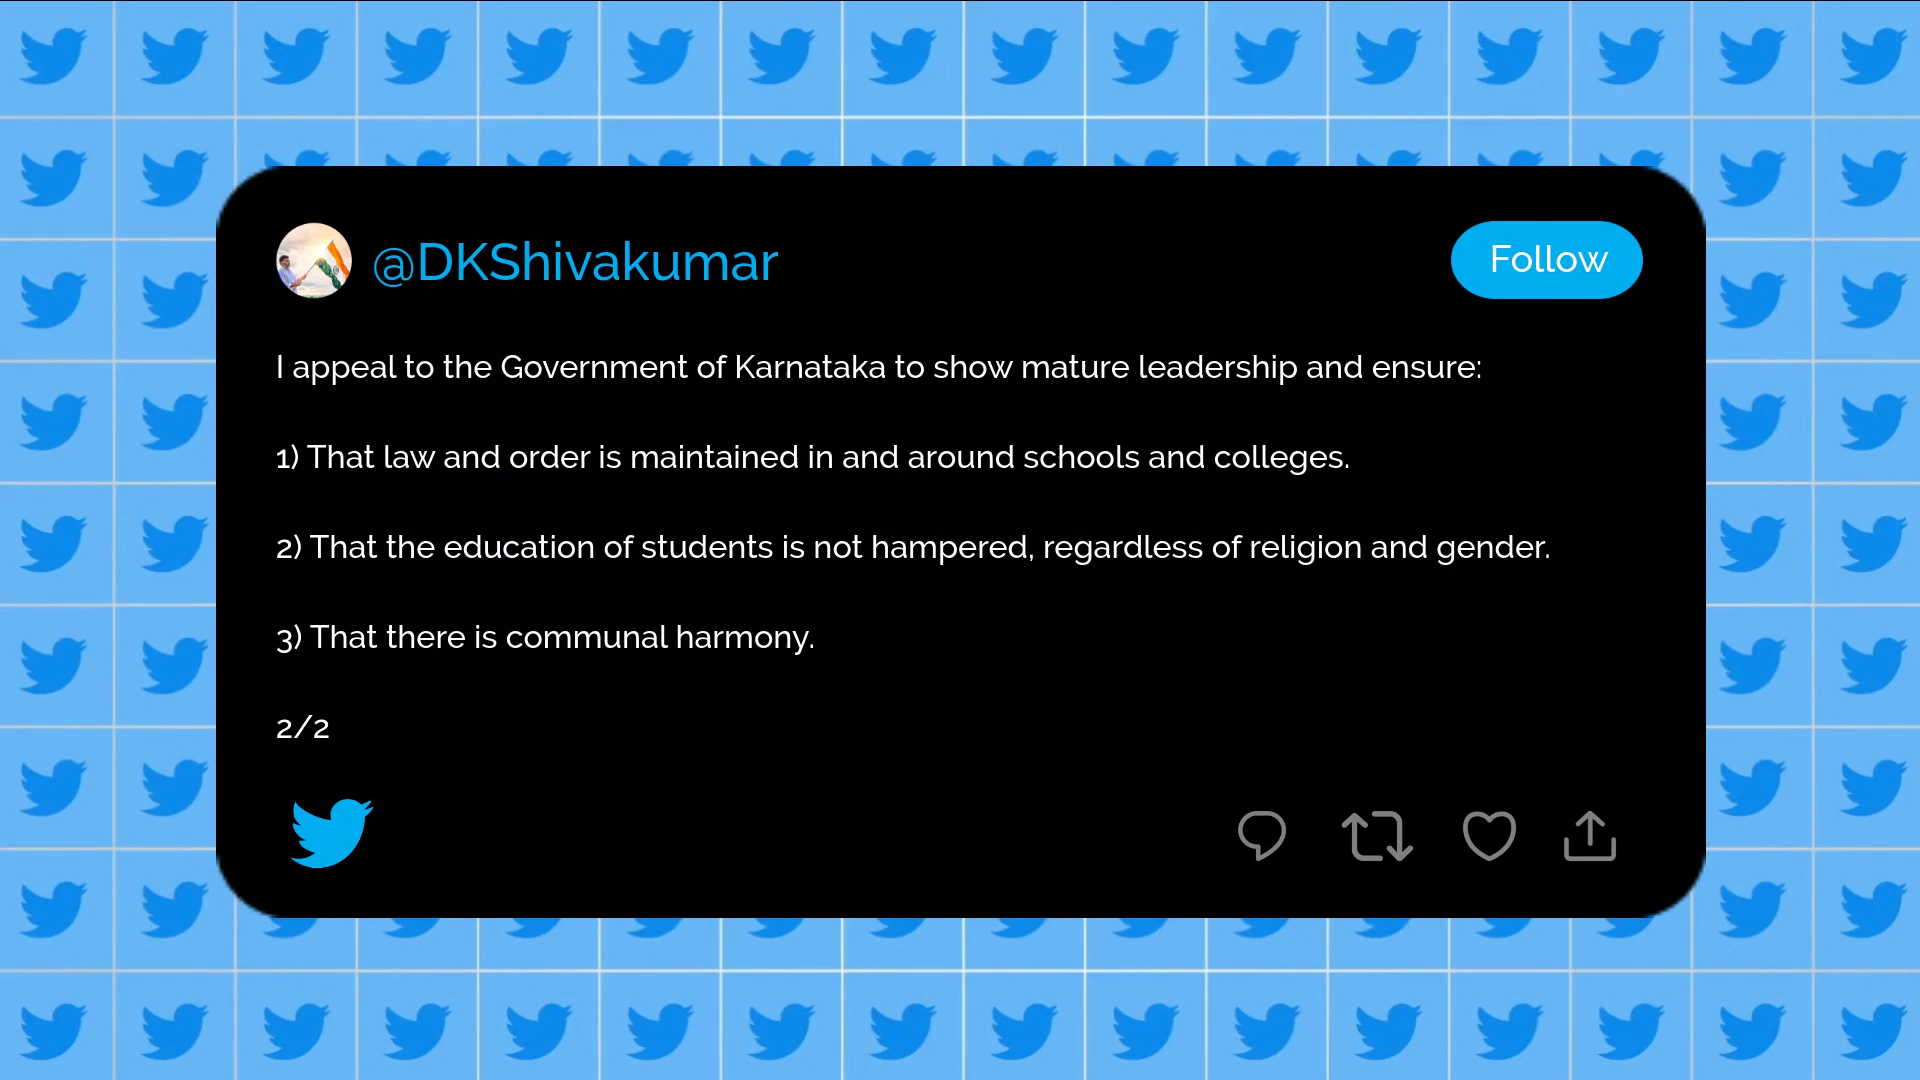 @DKShivakumar
Follow
I appeal to the Government of Karnataka to show mature leadership and ensure:
1) That law and order is maintained in and around schools and colleges.
2) That the education of students is not hampered, regardless of religion and gender.
3) That there is communal harmony.
2/2